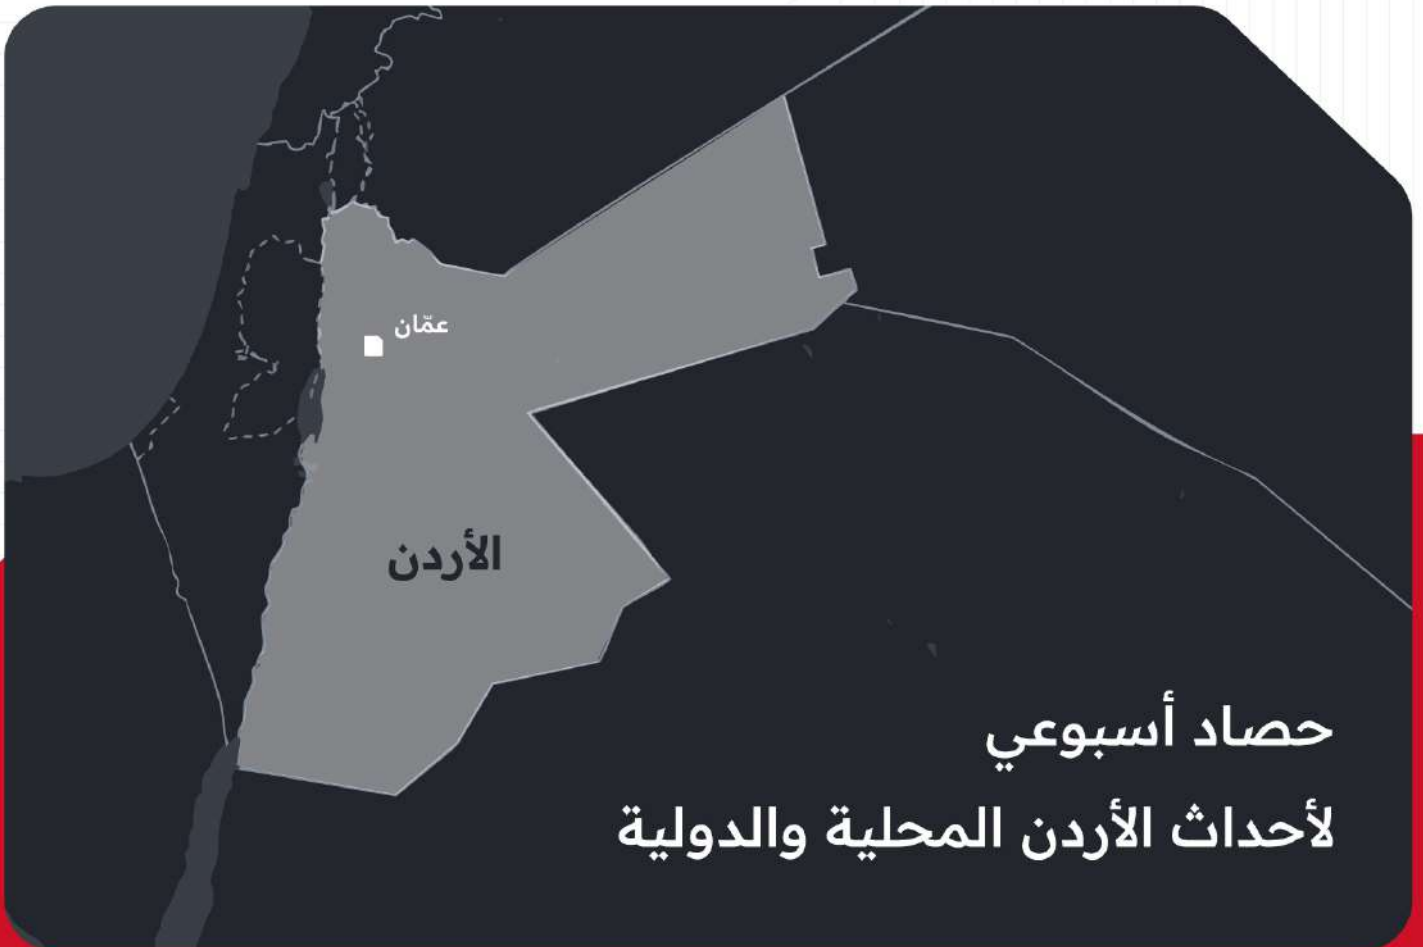 عمّان
الأردن
حصاد أسبوعي
لأحداث الأردن المحلية والدولية